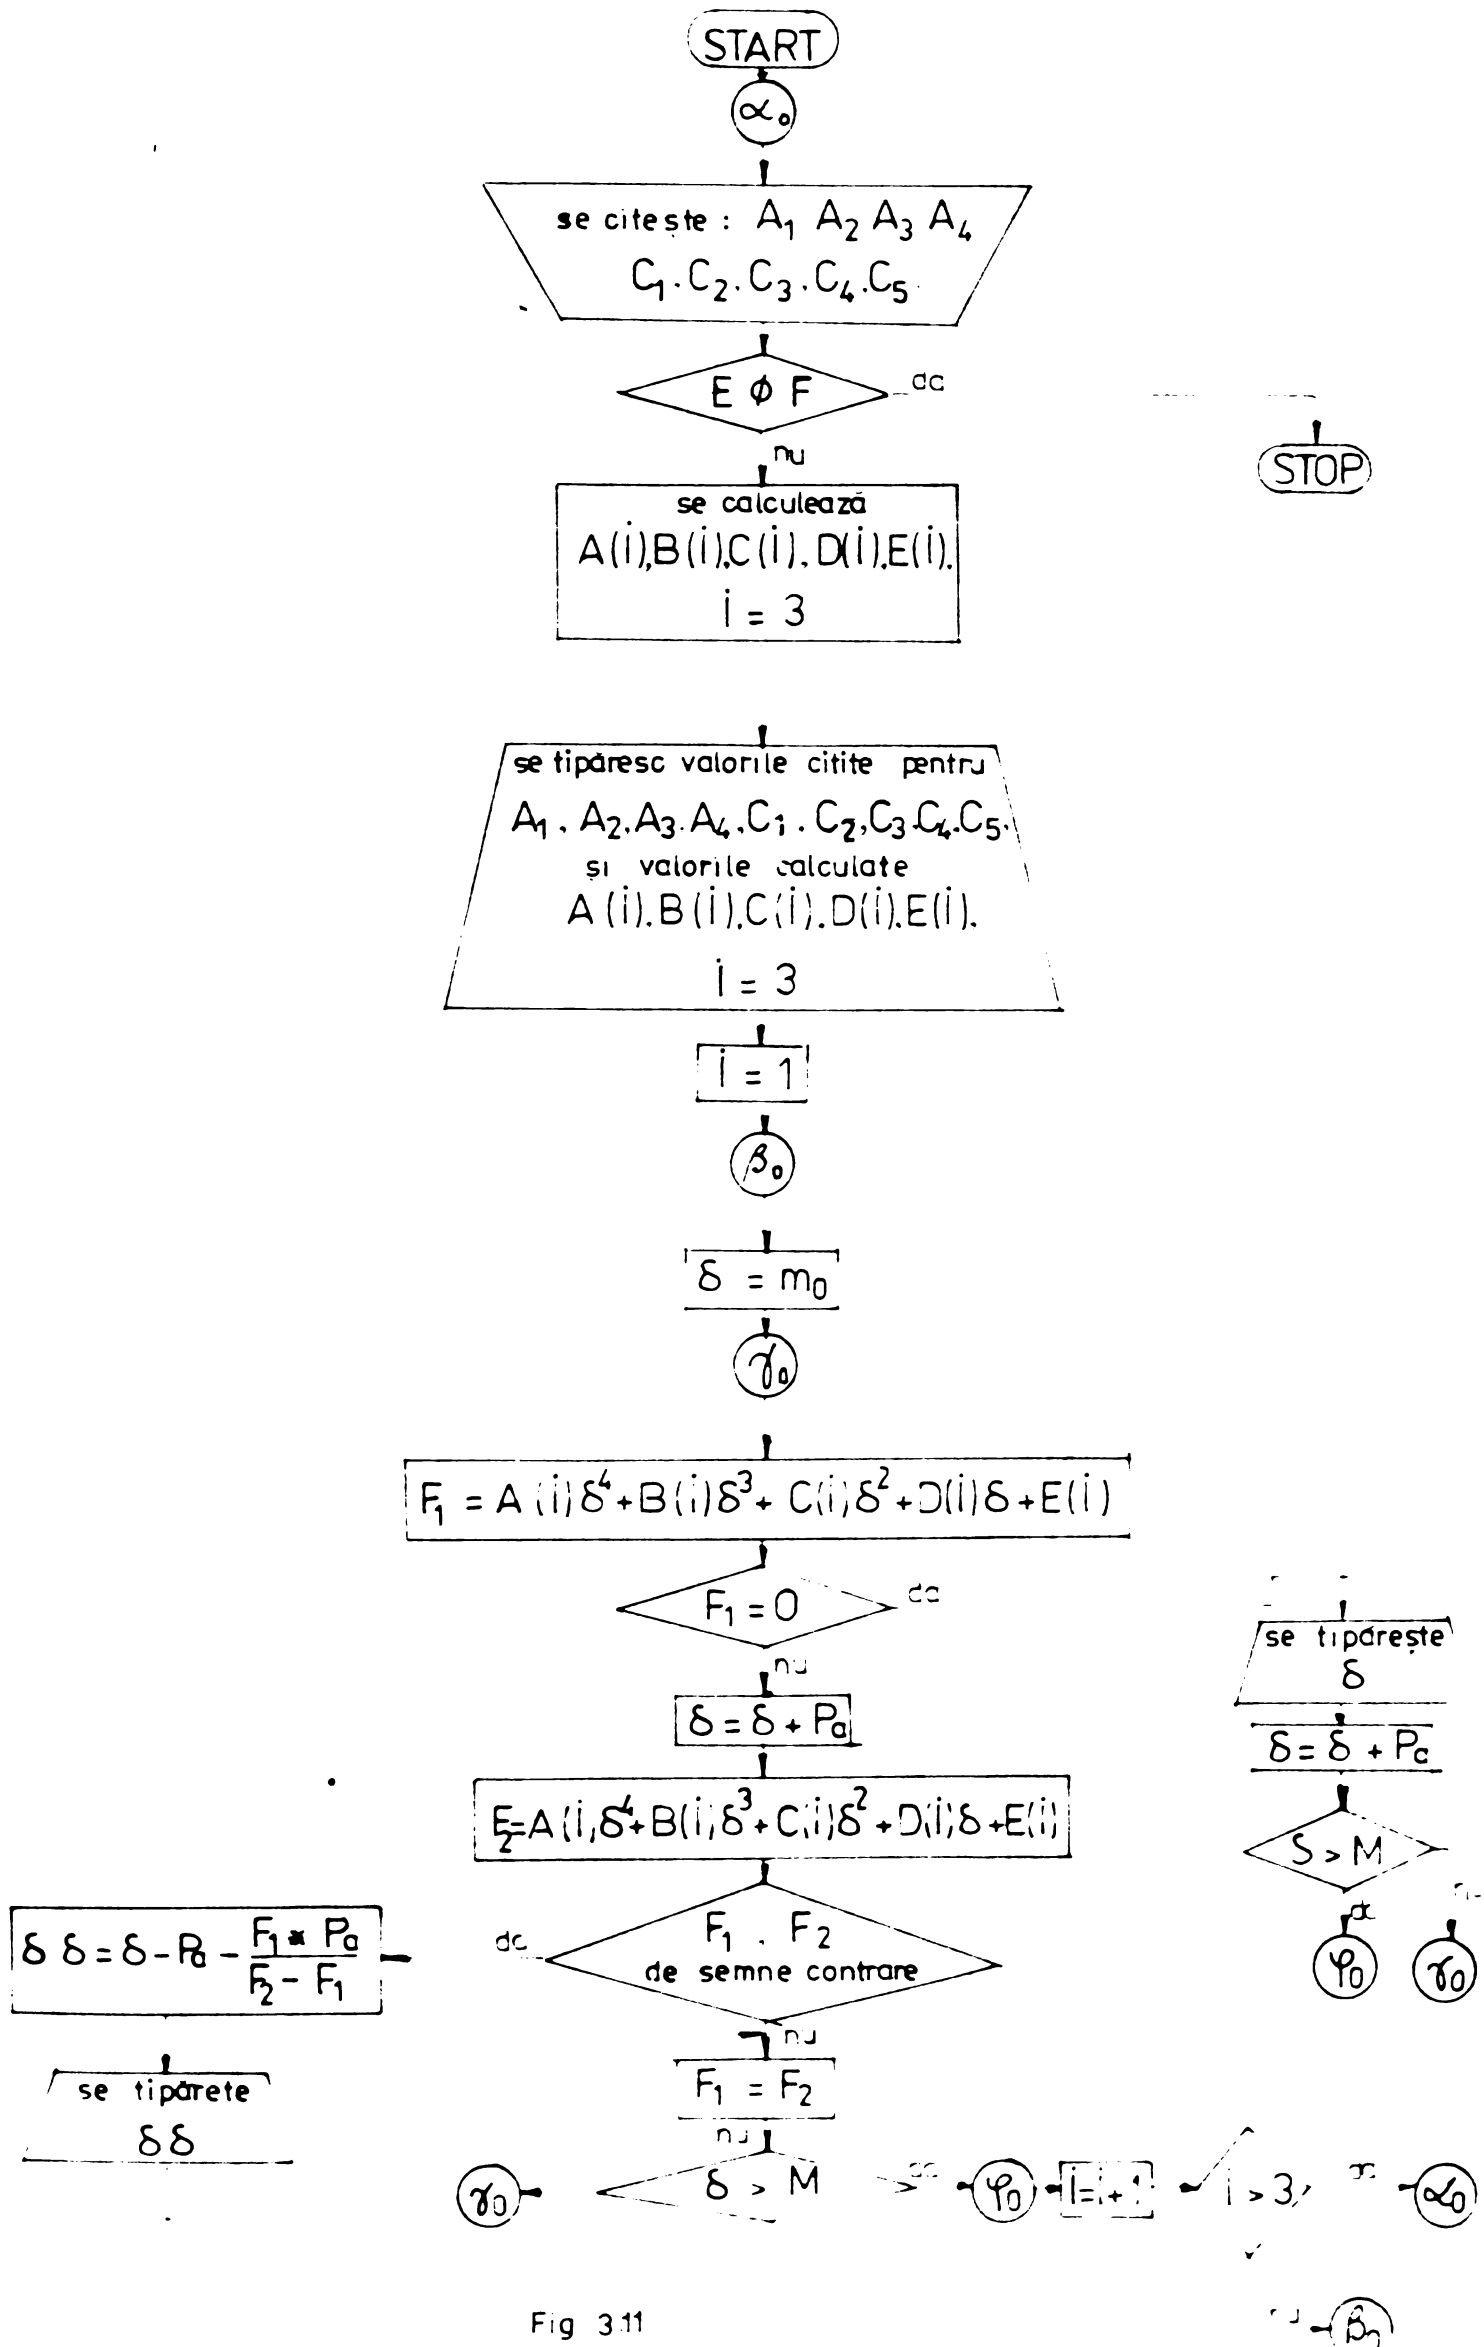 START
α₀
se citește : A₁ A₂ A₃ A₄
C₁.C₂.C₃.C₄.C₅.
E ϕ F
da
nu
STOP
se calculează
A(i),B(i),C(i),D(i),E(i).
i = 3
se tipăresc valorile citite pentru
A₁, A₂,A₃.A₄,C₁.C₂,C₃.C₄.C₅.
și valorile calculate
A(i).B(i).C(i).D(i).E(i).
i = 3
i = 1
β₀
δ = m₀
γ₀
F₁ = A(i)δ⁴+B(i)δ³+ C(i)δ²+D(i)δ+E(i)
F₁ = 0
da
nu
δ = δ + Pa
F₂=A(i)δ⁴+B(i)δ³+C(i)δ²+D(i)δ+E(i)
F₁ . F₂
de semne contrare
da
nu
δδ = δ - Pa - F₁ * Pa / F₂ - F₁
se tipărete
δδ
se tipărește
δ
δ = δ + Pa
S > M
φ₀
γ₀
F₁ = F₂
nu
γ₀
δ > M
φ₀
i=i+1
i > 3
α₀
β₀
Fig 3.11